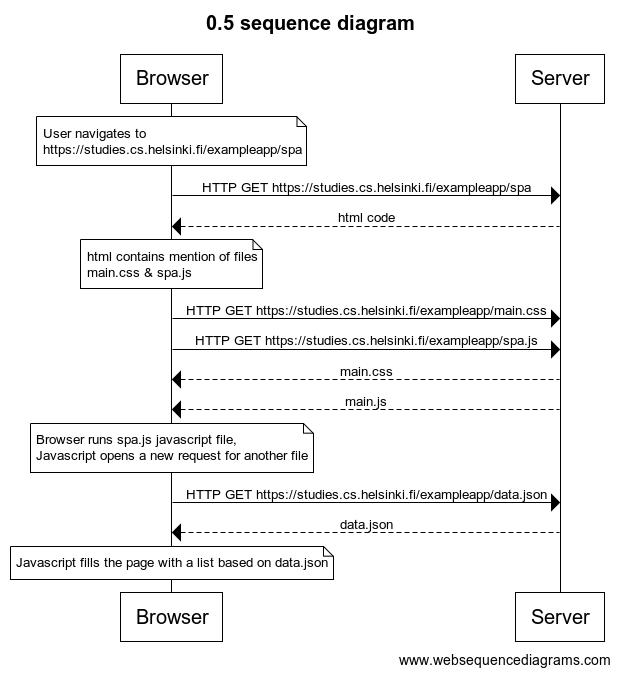 0.5 sequence diagram
Browser
Server
User navigates to
https://studies.cs.helsinki.fi/exampleapp/spa
HTTP GET https://studies.cs.helsinki.fi/exampleapp/spa
html code
html contains mention of files
main.css & spa.js
HTTP GET https://studies.cs.helsinki.fi/exampleapp/main.css
HTTP GET https://studies.cs.helsinki.fi/exampleapp/spa.js
main.css
main.js
Browser runs spa.js javascript file,
Javascript opens a new request for another file
HTTP GET https://studies.cs.helsinki.fi/exampleapp/data.json
data.json
Javascript fills the page with a list based on data.json
Browser
Server
www.websequencediagrams.com